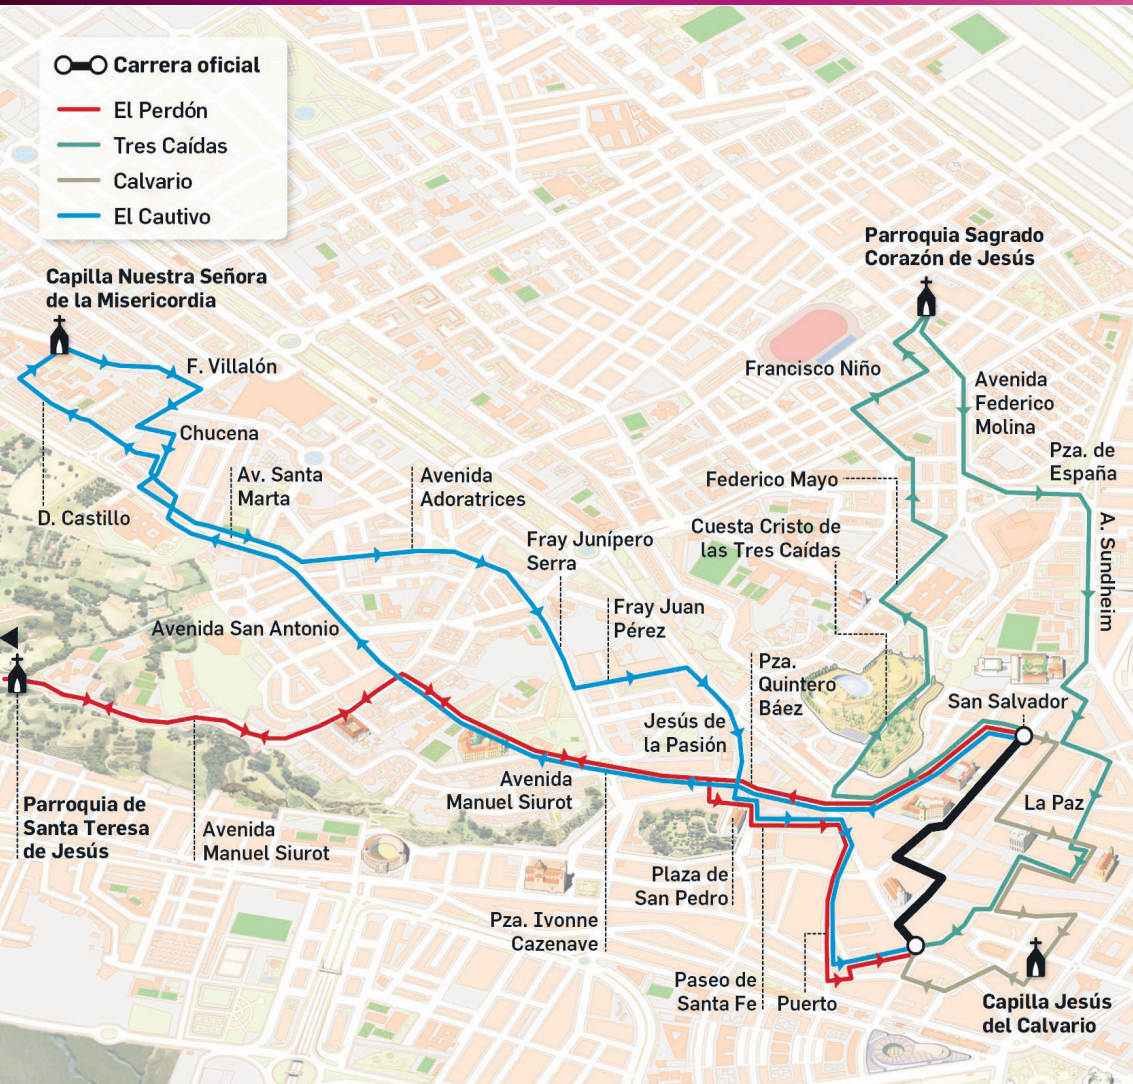 Carrera oficial
El Perdón
Tres Caídas
Calvario
El Cautivo
Parroquia Sagrado
Corazón de Jesús
Capilla Nuestra Señora
de la Misericordia
F. Villalón
Francisco Niño
Avenida
Federico
Molina
Chucena
Pza. de
España
Av. Santa
Marta
Avenida
Adoratrices
Federico Mayo
D. Castillo
Cuesta Cristo de
las Tres Caídas
A. Sundheim
Fray Junípero
Serra
Fray Juan
Pérez
Avenida San Antonio
Pza.
Quintero
Báez
San Salvador
Jesús de
la Pasión
Avenida
Manuel Siurot
La Paz
Parroquia de
Santa Teresa
de Jesús
Avenida
Manuel Siurot
Plaza de
San Pedro
Pza. Ivonne
Cazenave
Paseo de
Santa Fe
Puerto
Capilla Jesús
del Calvario